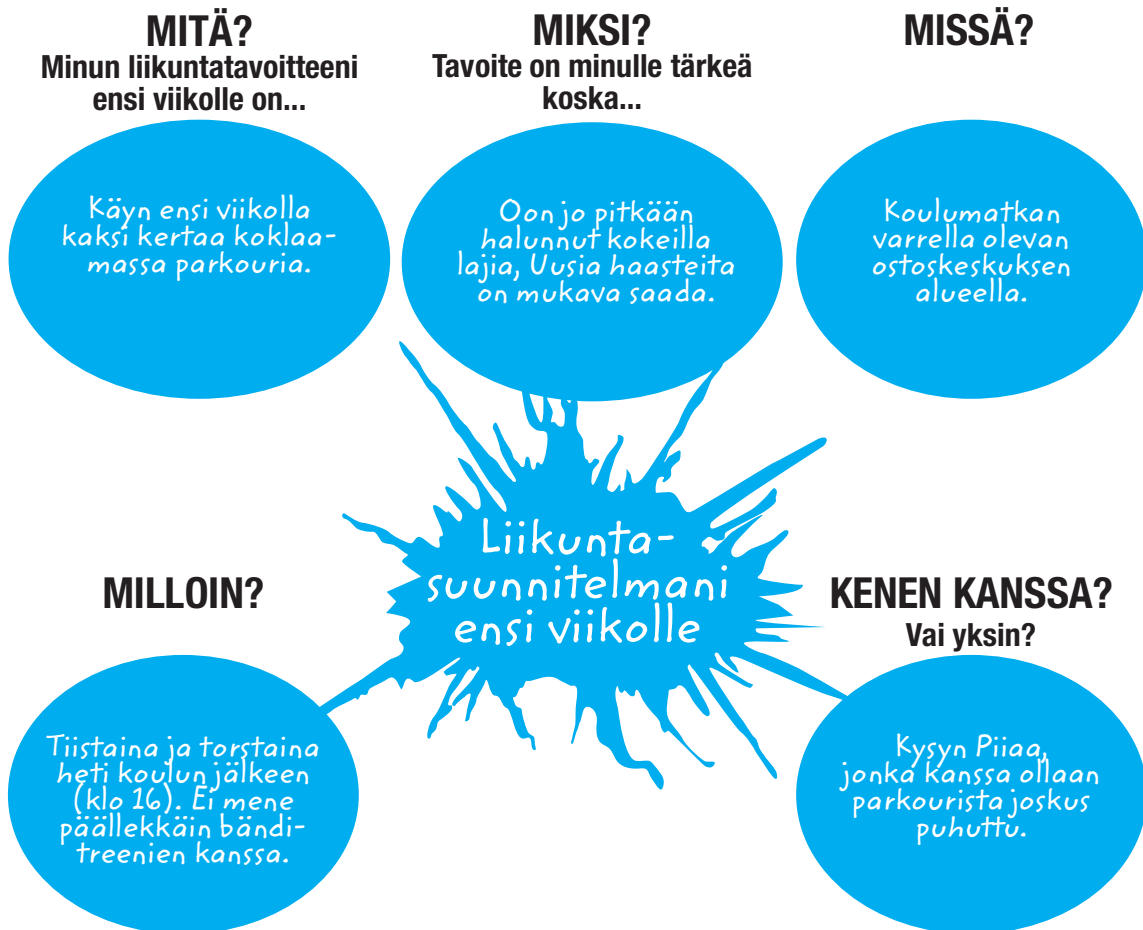 MITÄ?
Minun liikuntatavoitteeni
ensi viikolle on...
Käyn ensi viikolla
kaksi kertaa koklaa-
massa parkouria.
MIKSI?
Tavoite on minulle tärkeä
koska...
Oon jo pitkään
halunnut kokeilla
lajia, Uusia haasteita
on mukava saada.
MISSÄ?
Koulumatkan
varrella olevan
ostoskeskuksen
alueella.
Liikunta-
suunnitelmani
ensi viikolle
MILLOIN?
Tiistaina ja torstaina
heti koulun jälkeen
(klo 16). Ei mene
päällekkäin bändi-
treenien kanssa.
KENEN KANSSA?
Vai yksin?
Kysyn Piiaa,
jonka kanssa ollaan
parkourista joskus
puhuttu.